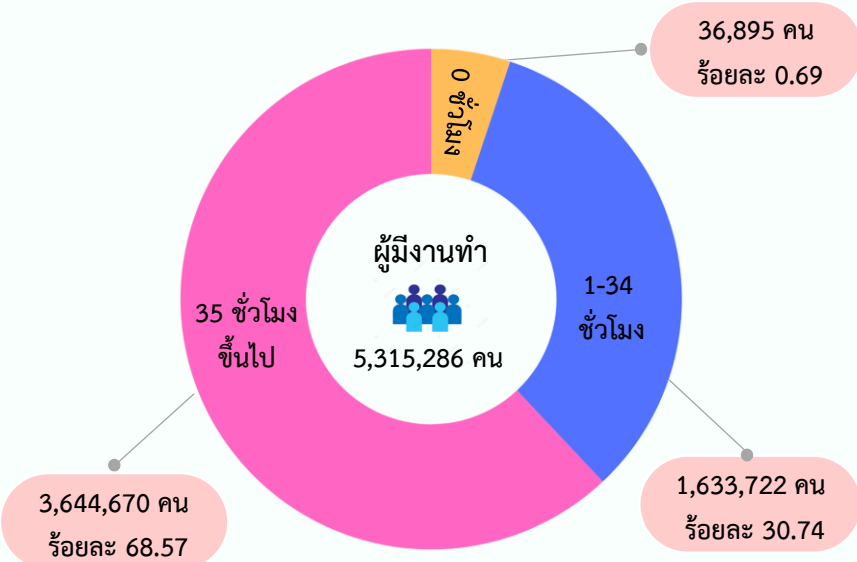 36,895 คน
ร้อยละ 0.69
0 ชั่วโมง
ผู้มีงานทำ
5,315,286 คน
1-34
ชั่วโมง
35 ชั่วโมง
ขึ้นไป
3,644,670 คน
ร้อยละ 68.57
1,633,722 คน
ร้อยละ 30.74